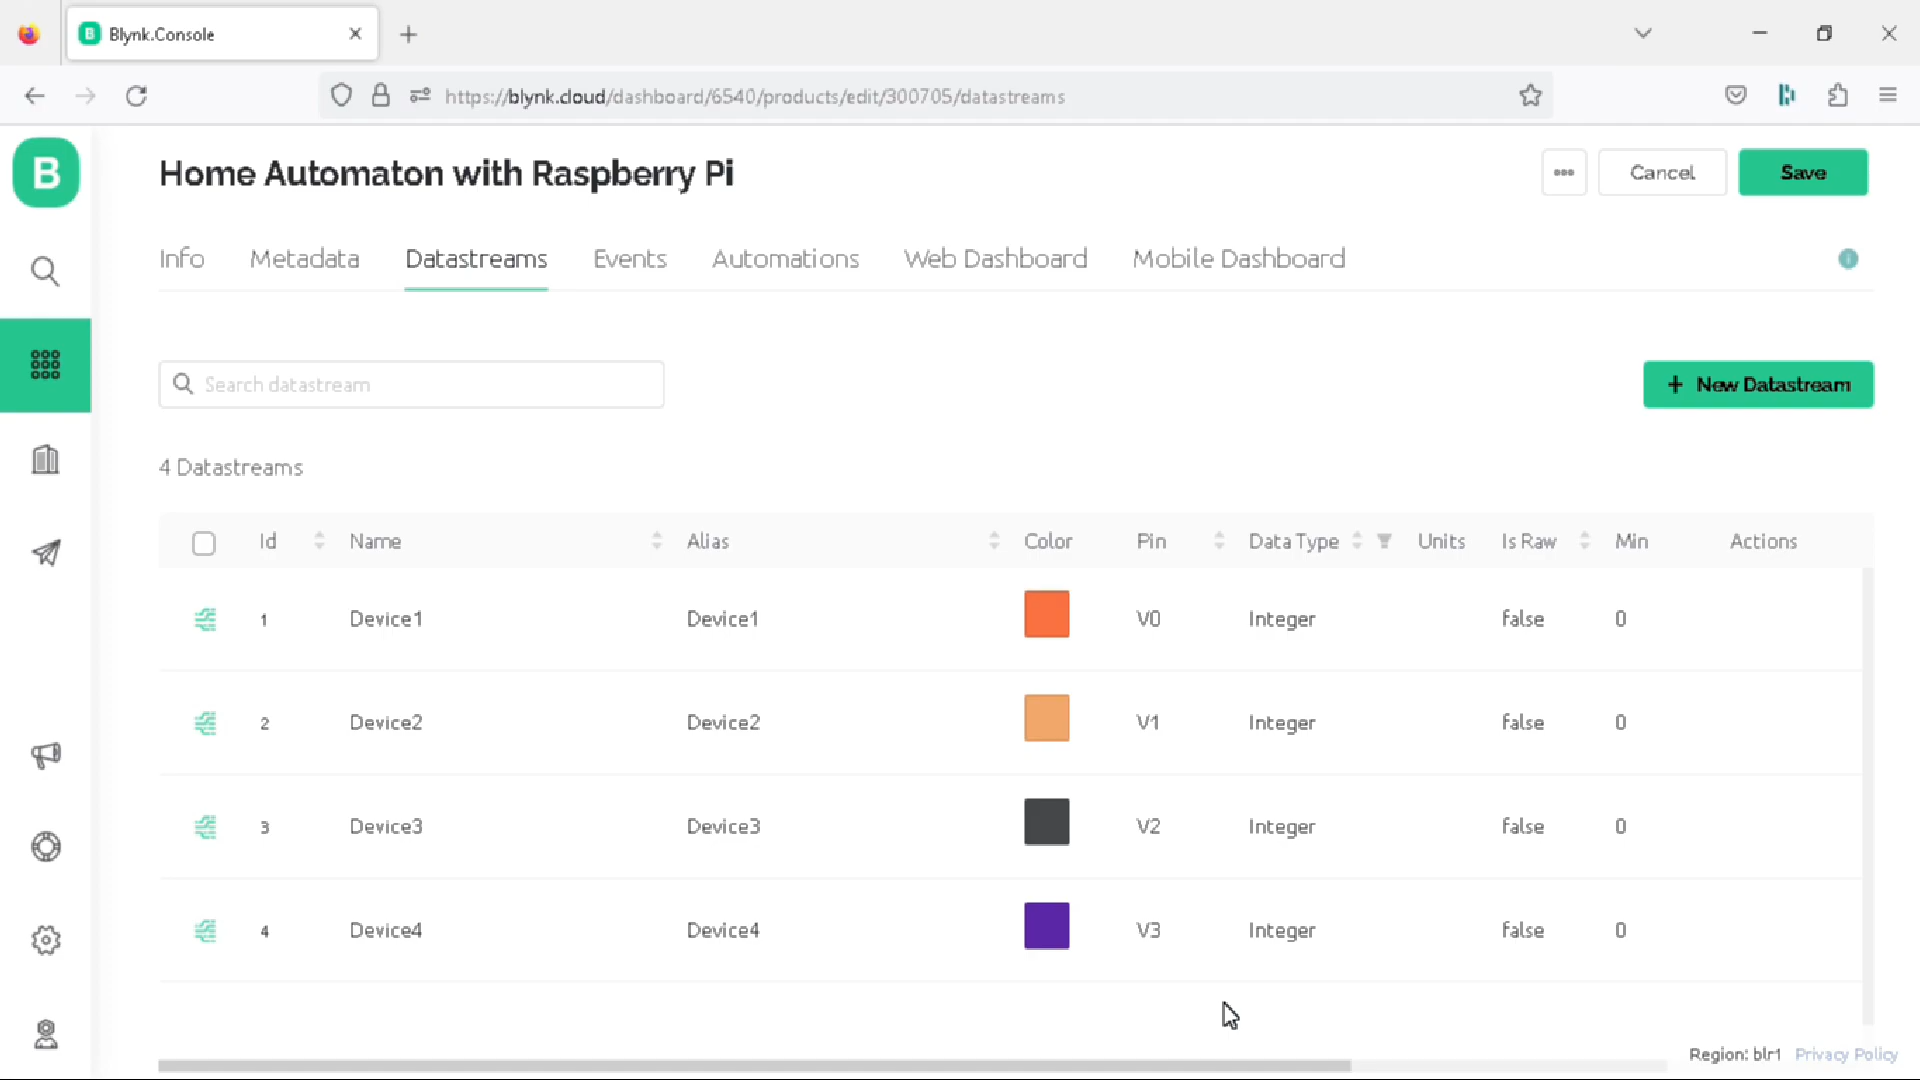 Blynk.Console
https://blynk.cloud/dashboard/6540/products/edit/300705/datastreams
B
Home Automaton with Raspberry Pi
Cancel
Save
Info Metadata Datastreams Events Automations Web Dashboard Mobile Dashboard
Search datastream
+ New Datastream
4 Datastreams
Id Name Alias Color Pin Data Type Units Is Raw Min Actions
1 Device1 Device1 V0 Integer false 0
2 Device2 Device2 V1 Integer false 0
3 Device3 Device3 V2 Integer false 0
4 Device4 Device4 V3 Integer false 0
Region: blr1 Privacy Policy